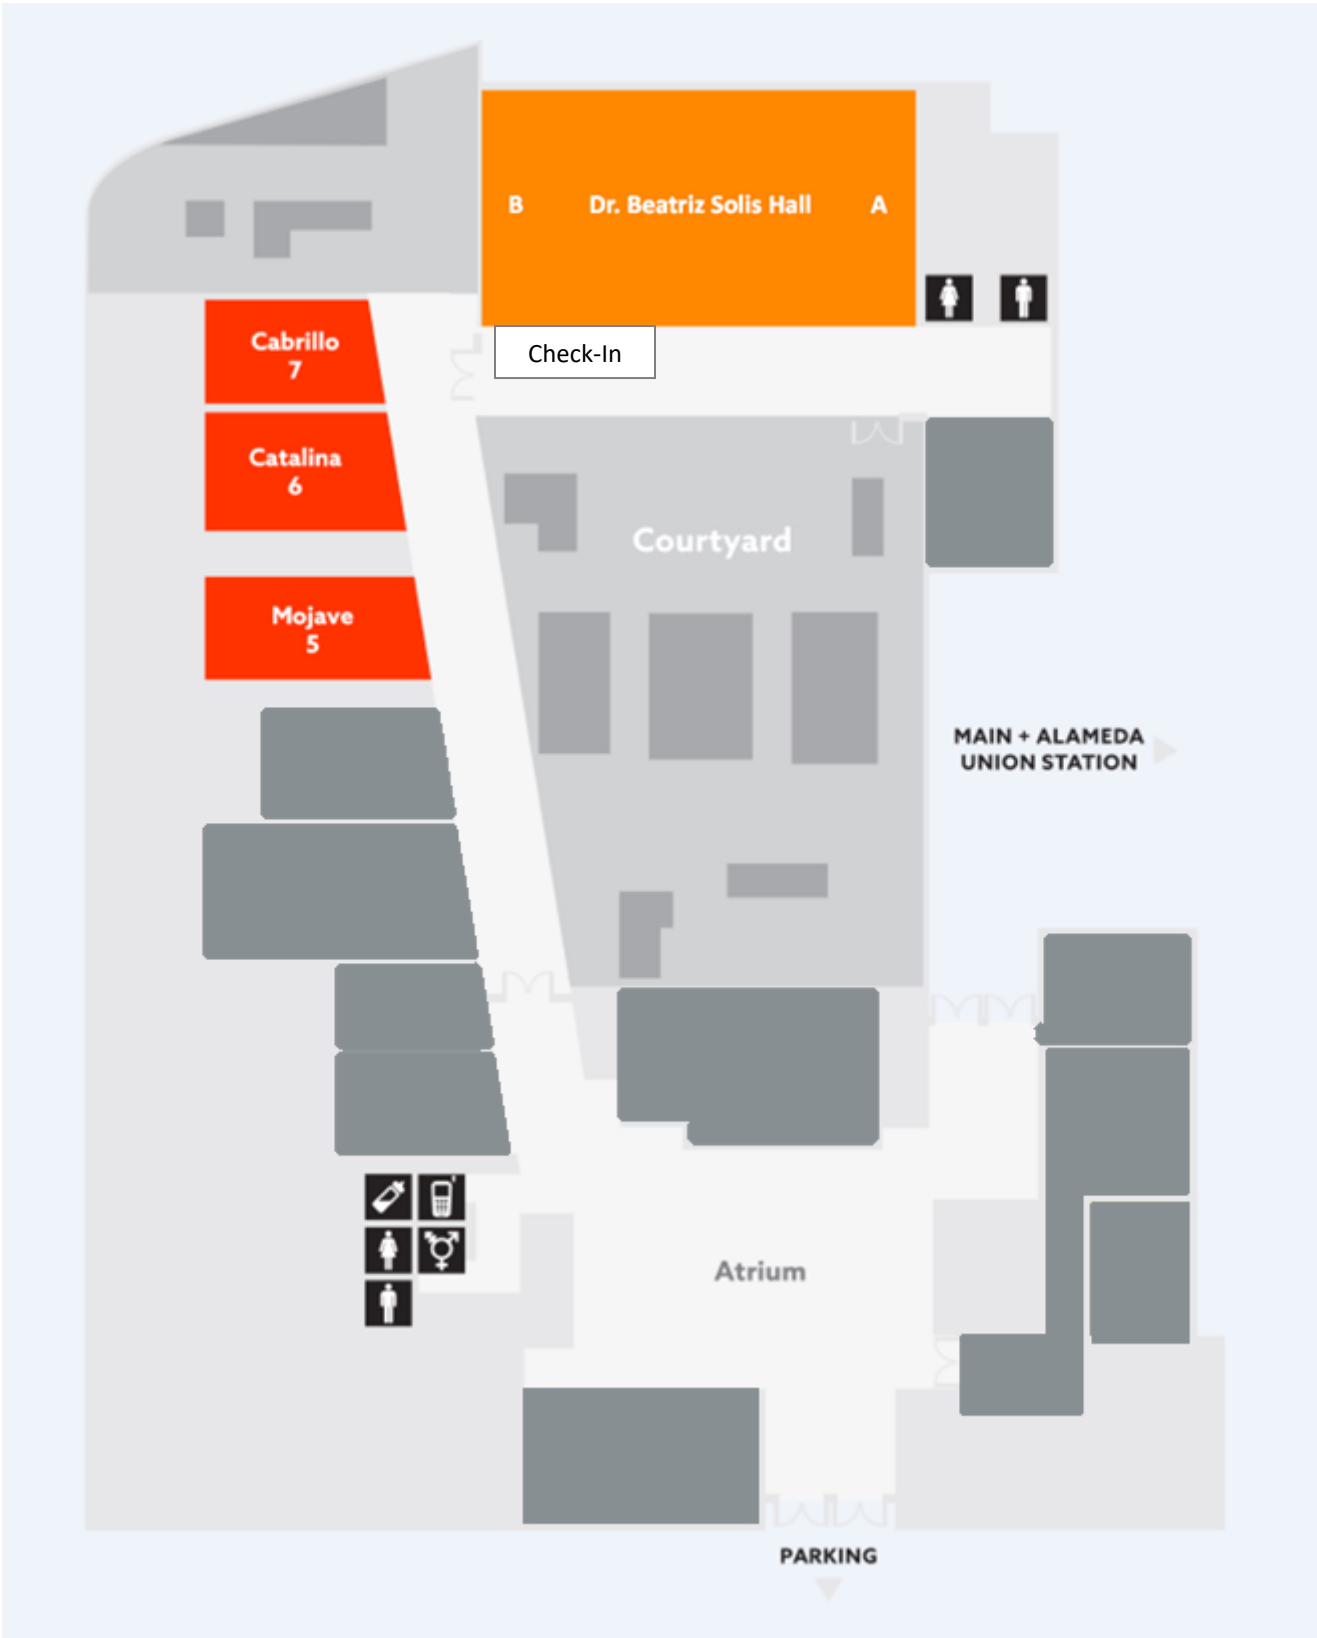 B Dr. Beatriz Solis Hall A
Cabrillo
7
Check-In
Catalina
6
Courtyard
Mojave
5
MAIN + ALAMEDA
UNION STATION
Atrium
PARKING